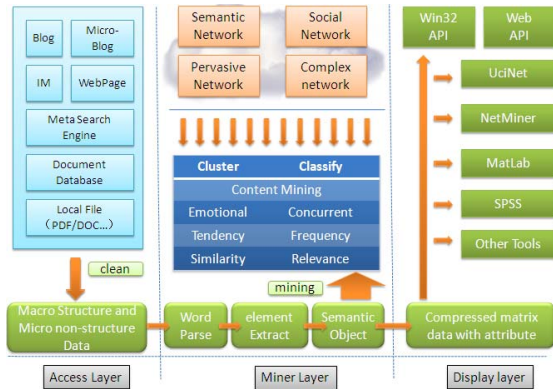 Blog
Micro-
Blog
IM
WebPage
Meta Search
Engine
Document
Database
Local File
（PDF/DOC...）
clean
Macro Structure and
Micro non-structure
Data
Access Layer
Semantic
Network
Social
Network
Pervasive
Network
Complex
network
Cluster
Classify
Content Mining
Emotional
Concurrent
Tendency
Frequency
Similarity
Relevance
mining
Word
Parse
element
Extract
Semantic
Object
Miner Layer
Win32
API
Web
API
UciNet
NetMiner
MatLab
SPSS
Other Tools
Compressed matrix
data with attribute
Display layer